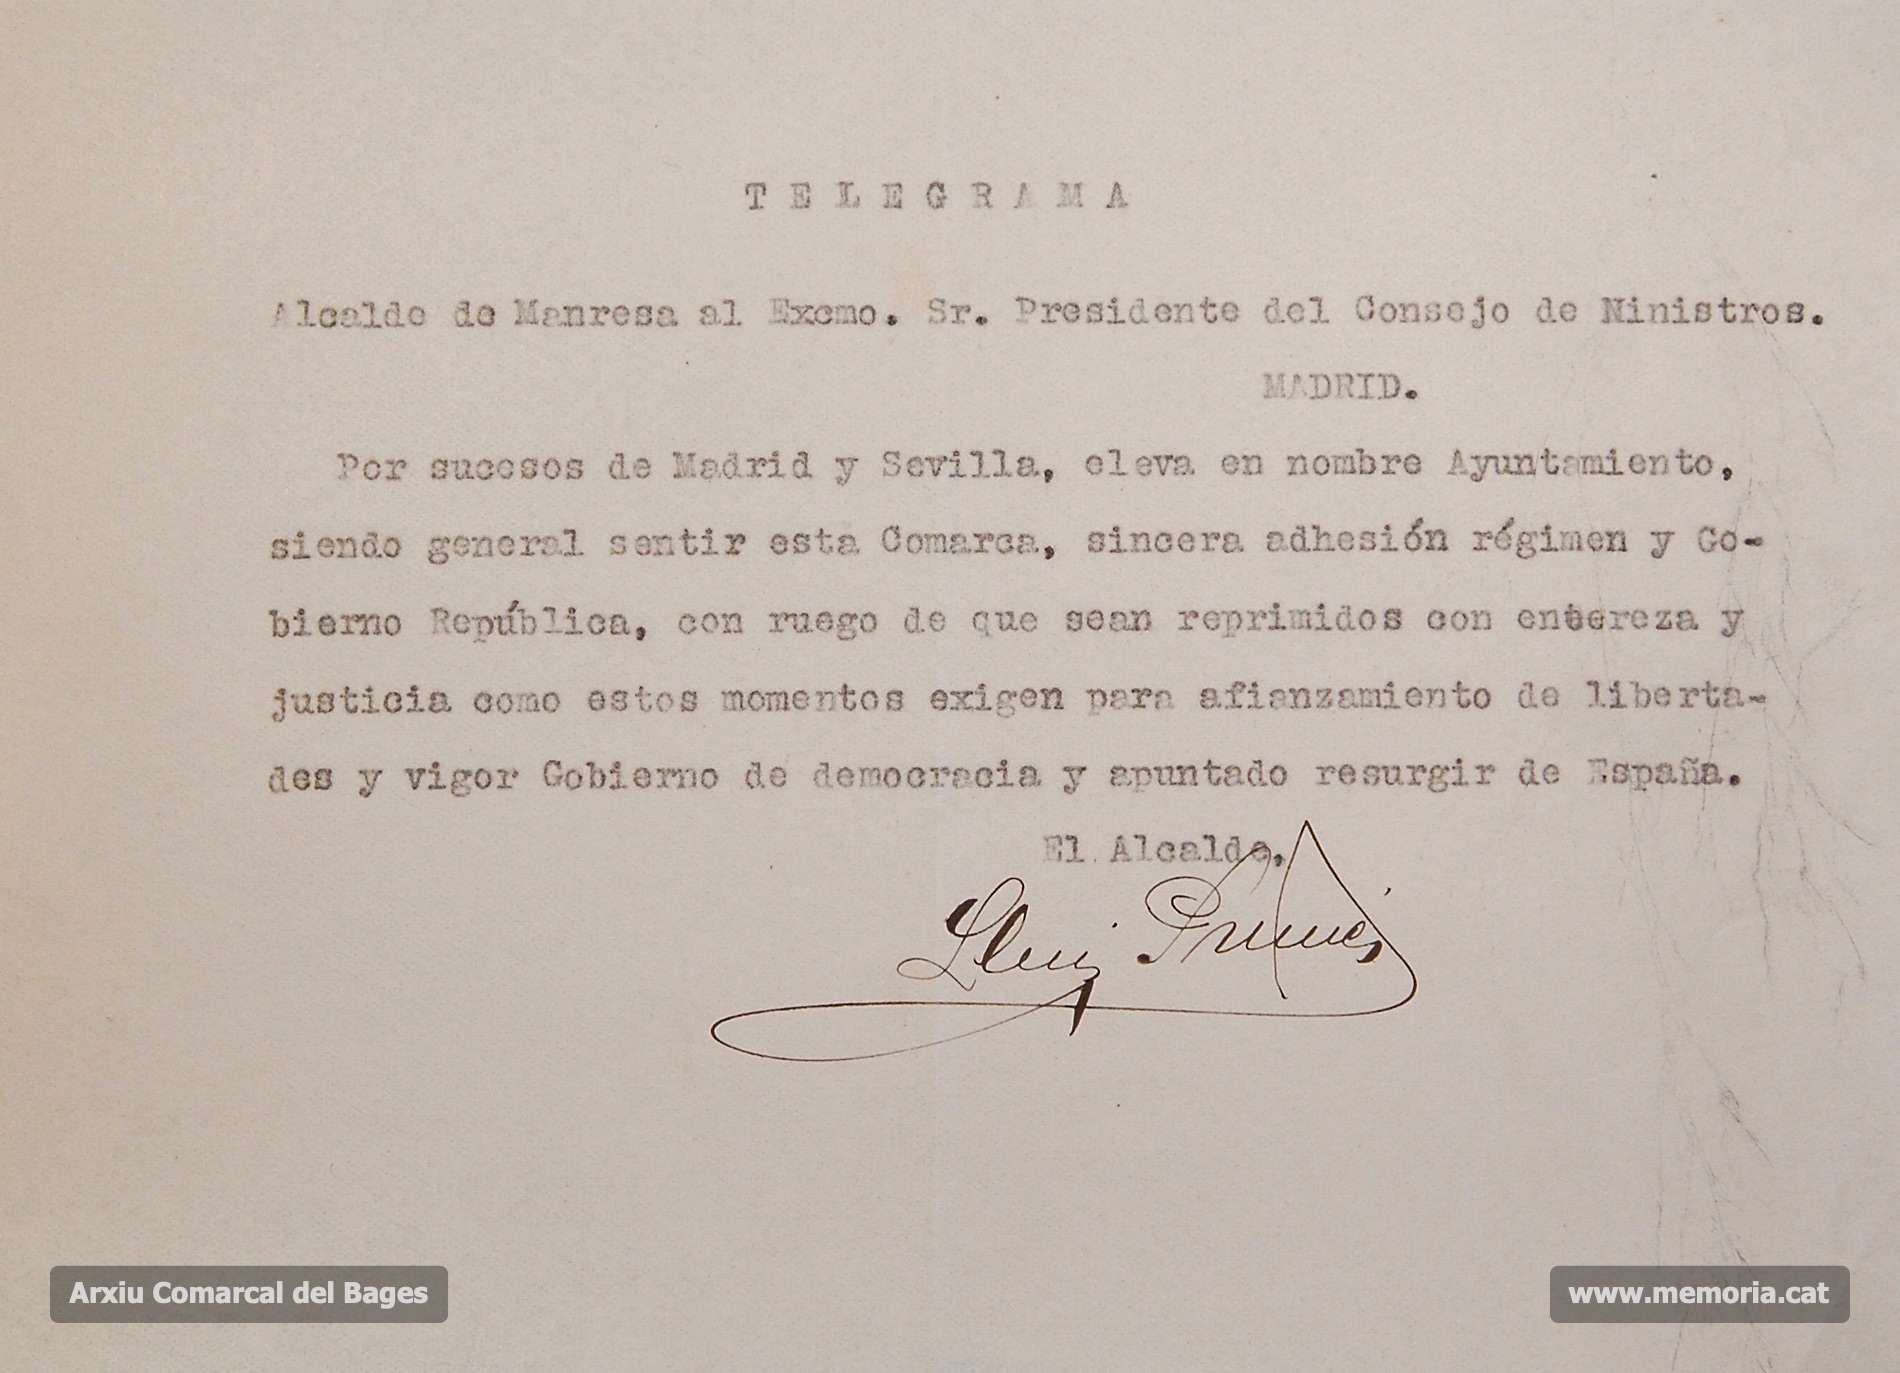 TELEGRAMA
Alcalde de Manresa al Excmo. Sr. Presidente del Consejo de Ministros.
MADRID.
Por sucesos de Madrid y Sevilla, eleva en nombre Ayuntamiento,
siendo general sentir esta Comarca, sincera adhesión régimen y Go-
bierno República, con ruego de que sean reprimidos con entereza y
justicia como estos momentos exigen para afianzamiento de liberta-
des y vigor Gobierno de democracia y apuntado resurgir de España.
El Alcalde.
Lluis Prunés
Arxiu Comarcal del Bages
www.memoria.cat